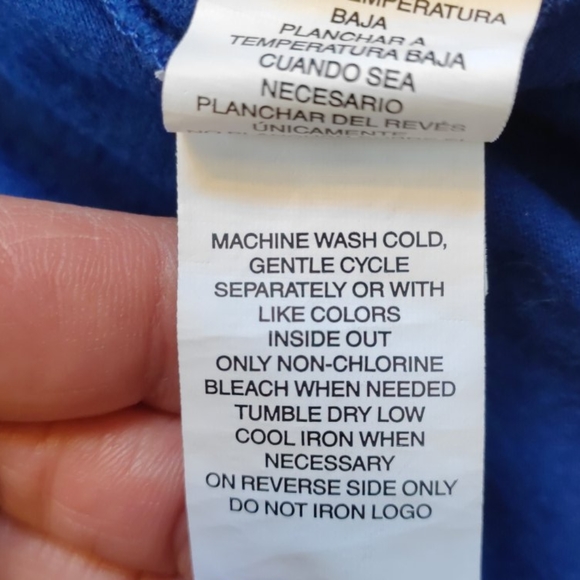 TEMPERATURA
BAJA
PLANCHAR A
TEMPERATURA BAJA
CUANDO SEA
NECESARIO
PLANCHAR DEL REVÉS
ÚNICAMENTE
MACHINE WASH COLD,
GENTLE CYCLE
SEPARATELY OR WITH
LIKE COLORS
INSIDE OUT
ONLY NON-CHLORINE
BLEACH WHEN NEEDED
TUMBLE DRY LOW
COOL IRON WHEN
NECESSARY
ON REVERSE SIDE ONLY
DO NOT IRON LOGO